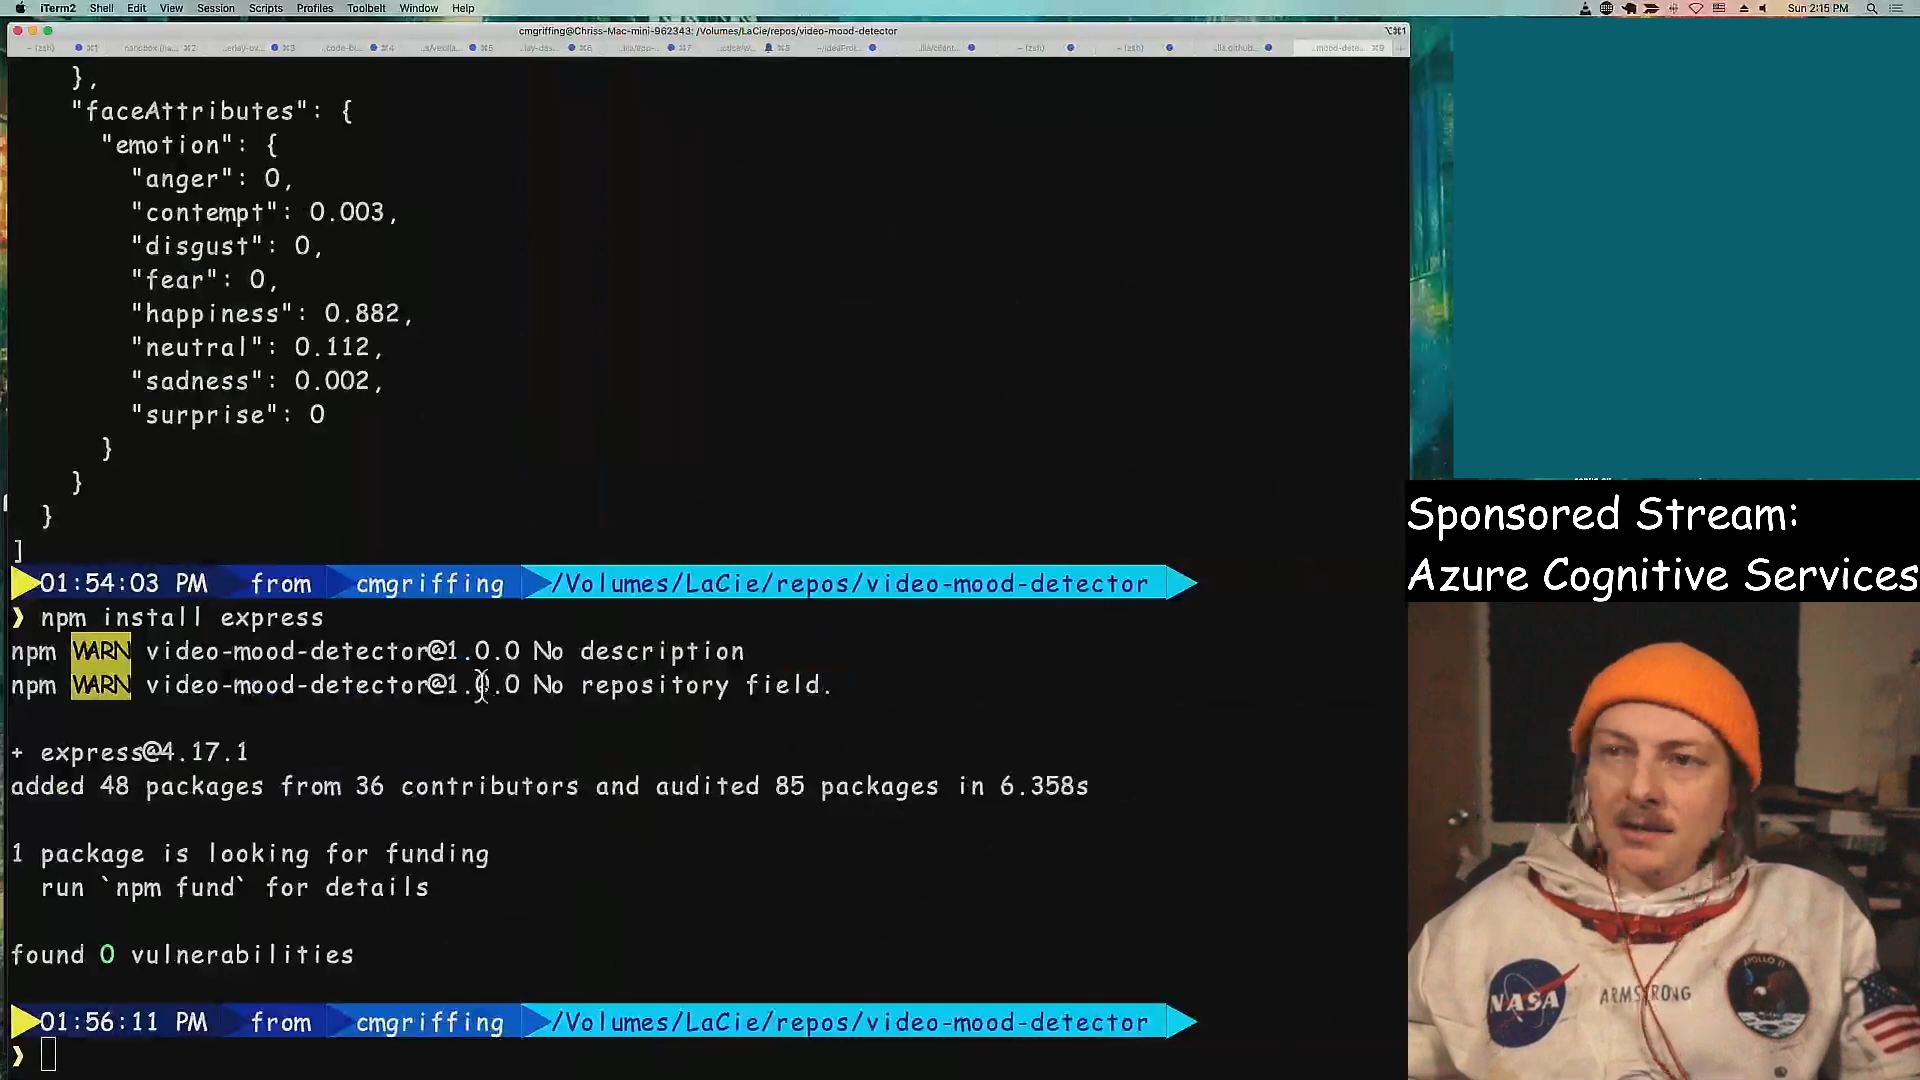 iTerm2 Shell Edit View Session Scripts Profiles Toolbelt Window Help
Sun 2:15 PM
cmgriffing@Chriss-Mac-mini-962343: /Volumes/LaCie/repos/video-mood-detector
⌥⌘1
},
"faceAttributes": {
"emotion": {
"anger": 0,
"contempt": 0.003,
"disgust": 0,
"fear": 0,
"happiness": 0.882,
"neutral": 0.112,
"sadness": 0.002,
"surprise": 0
}
}
}
]
01:54:03 PM from cmgriffing /Volumes/LaCie/repos/video-mood-detector
❯ npm install express
npm WARN video-mood-detector@1.0.0 No description
npm WARN video-mood-detector@1.0.0 No repository field.
+ express@4.17.1
added 48 packages from 36 contributors and audited 85 packages in 6.358s
1 package is looking for funding
run `npm fund` for details
found 0 vulnerabilities
01:56:11 PM from cmgriffing /Volumes/LaCie/repos/video-mood-detector
❯
Sponsored Stream:
Azure Cognitive Services
NASA
ARMSTRONG
APOLLO 11